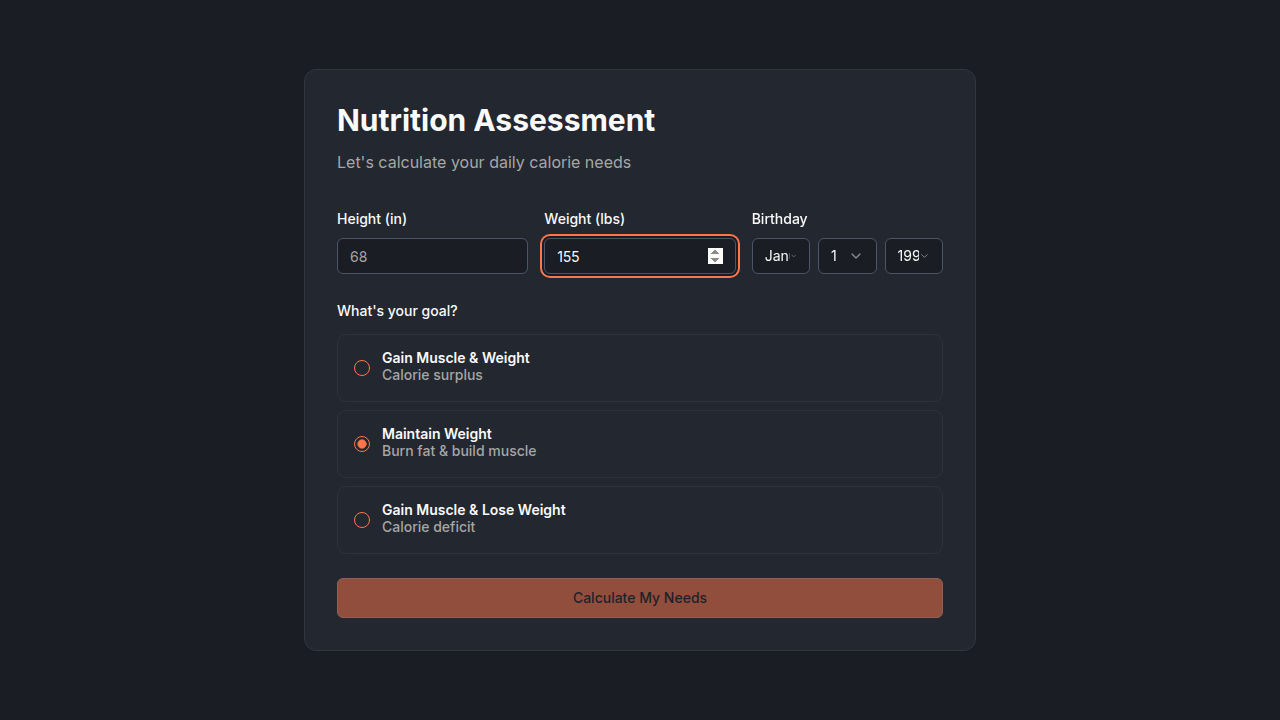 Nutrition Assessment
Let's calculate your daily calorie needs
Height (in) Weight (lbs) Birthday
68 155 Jan 1 199
What's your goal?
Gain Muscle & Weight
Calorie surplus
Maintain Weight
Burn fat & build muscle
Gain Muscle & Lose Weight
Calorie deficit
Calculate My Needs